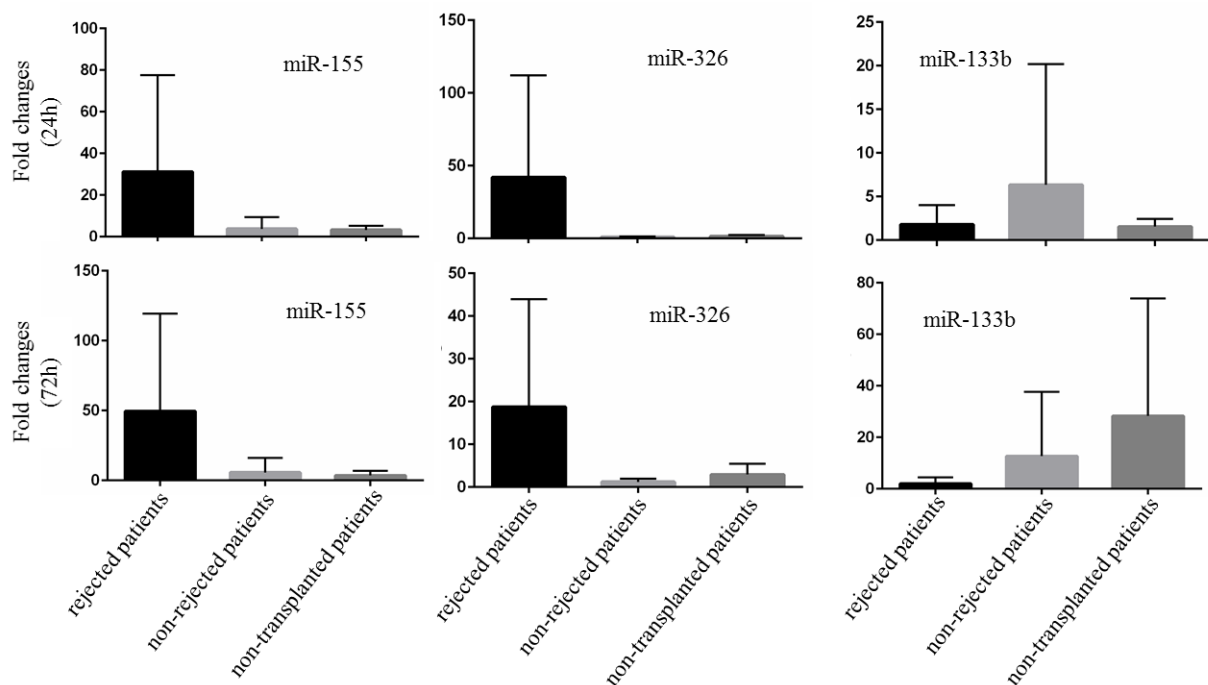 Fold changes
(24h)
100
80
60
40
20
0
miR-155
150
100
50
0
miR-326
25
20
15
10
5
0
miR-133b
Fold changes
(72h)
150
100
50
0
miR-155
50
40
30
20
10
0
miR-326
80
60
40
20
0
miR-133b
rejected patients
non-rejected patients
non-transplanted patients
rejected patients
non-rejected patients
non-transplanted patients
rejected patients
non-rejected patients
non-transplanted patients